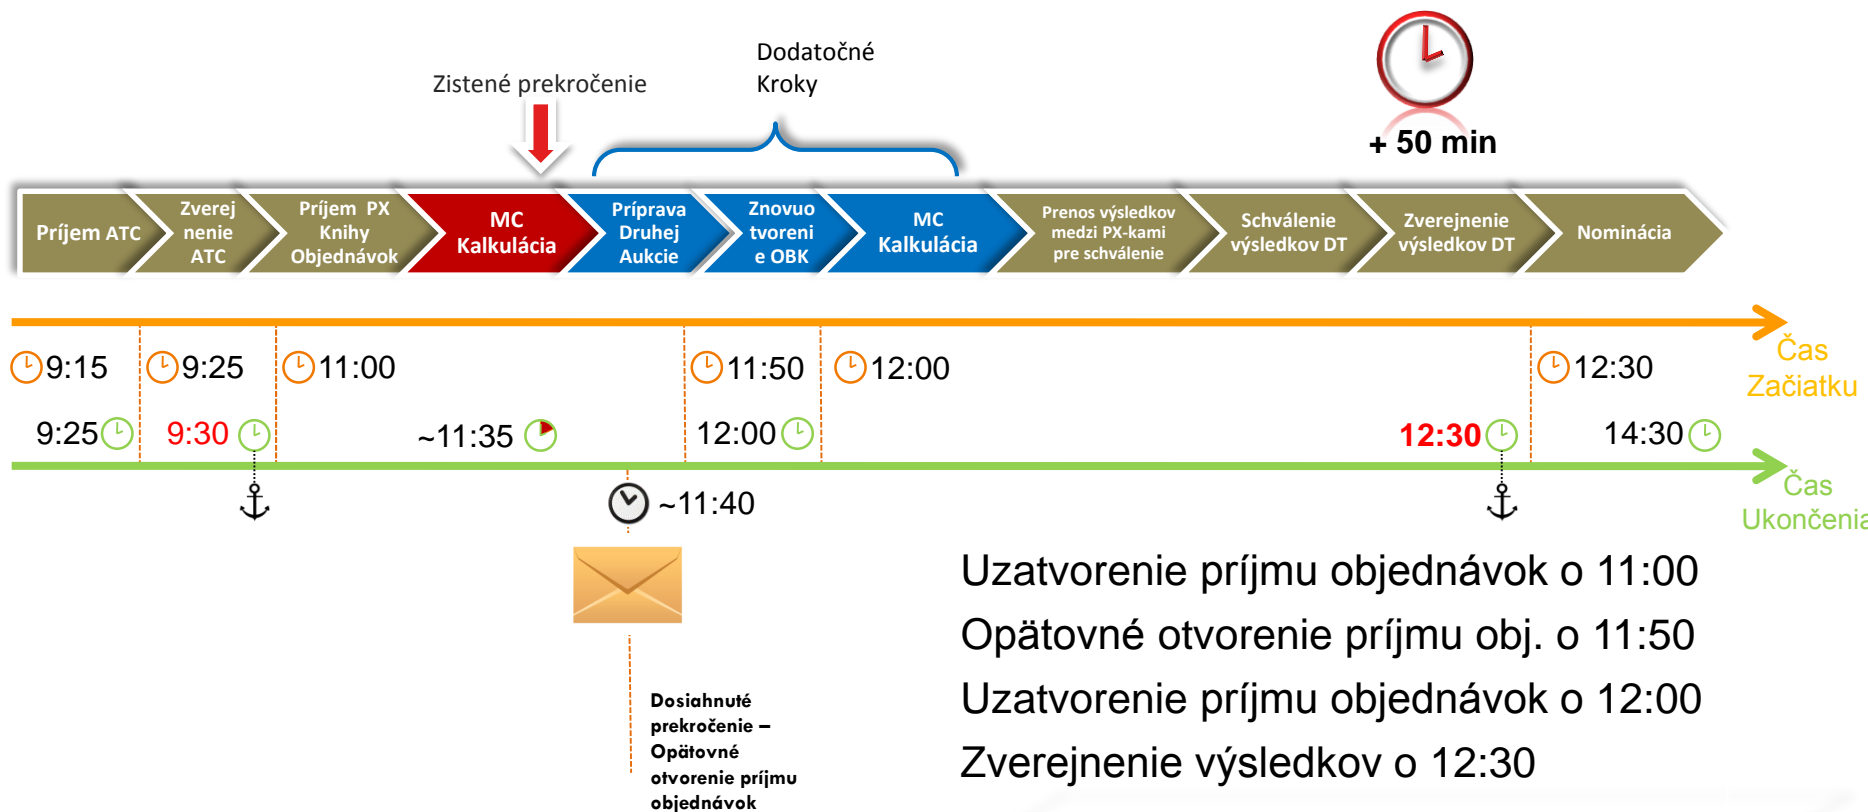 Dodatočné
Kroky
Zistené prekročenie
+ 50 min
Príjem ATC
Zverej
nenie
ATC
Príjem PX
Knihy
Objednávok
MC
Kalkulácia
Príprava
Druhej
Aukcie
Znovuo
tvoreni
e OBK
MC
Kalkulácia
Prenos výsledkov
medzi PX-kami
pre schválenie
Schválenie
výsledkov DT
Zverejnenie
výsledkov DT
Nominácia
9:15
9:25
11:00
11:50
12:00
12:30
Čas
Začiatku
9:25
9:30
~11:35
12:00
12:30
14:30
Čas
Ukončenia
~11:40
Dosiahnuté
prekročenie –
Opätovné
otvorenie príjmu
objednávok
Uzatvorenie príjmu objednávok o 11:00
Opätovné otvorenie príjmu obj. o 11:50
Uzatvorenie príjmu objednávok o 12:00
Zverejnenie výsledkov o 12:30